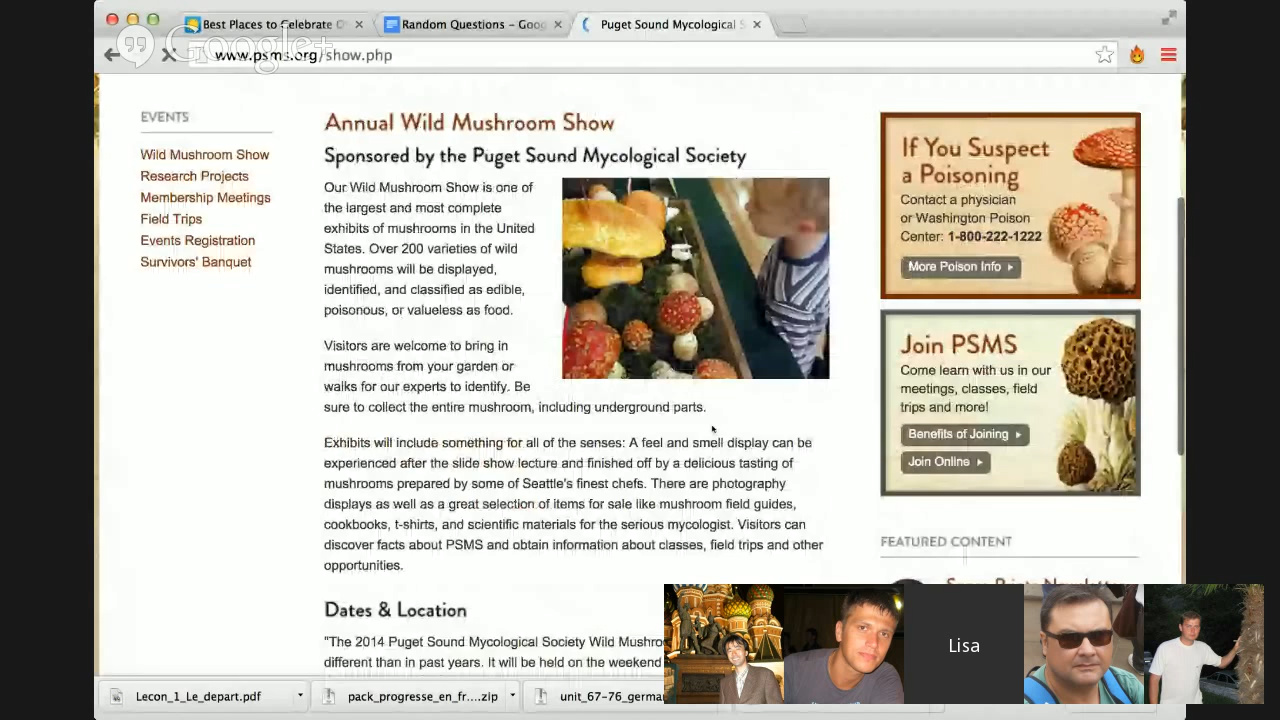 Best Places to Celebrate O
Random Questions – Goo
Puget Sound Mycological S
Google+
www.psms.org/show.php
EVENTS
Wild Mushroom Show
Research Projects
Membership Meetings
Field Trips
Events Registration
Survivors' Banquet
Annual Wild Mushroom Show
Sponsored by the Puget Sound Mycological Society
Our Wild Mushroom Show is one of
the largest and most complete
exhibits of mushrooms in the United
States. Over 200 varieties of wild
mushrooms will be displayed,
identified, and classified as edible,
poisonous, or valueless as food.
Visitors are welcome to bring in
mushrooms from your garden or
walks for our experts to identify. Be
sure to collect the entire mushroom, including underground parts.
Exhibits will include something for all of the senses: A feel and smell display can be
experienced after the slide show lecture and finished off by a delicious tasting of
mushrooms prepared by some of Seattle's finest chefs. There are photography
displays as well as a great selection of items for sale like mushroom field guides,
cookbooks, t-shirts, and scientific materials for the serious mycologist. Visitors can
discover facts about PSMS and obtain information about classes, field trips and other
opportunities.
Dates & Location
"The 2014 Puget Sound Mycological Society Wild Mushro
different than in past years. It will be held on the weekend
If You Suspect
a Poisoning
Contact a physician
or Washington Poison
Center: 1-800-222-1222
More Poison Info
Join PSMS
Come learn with us in our
meetings, classes, field
trips and more!
Benefits of Joining
Join Online
FEATURED CONTENT
Lisa
Lecon_1_Le_depart.pdf
pack_progresse_en_fr....zip
unit_67–76_germa